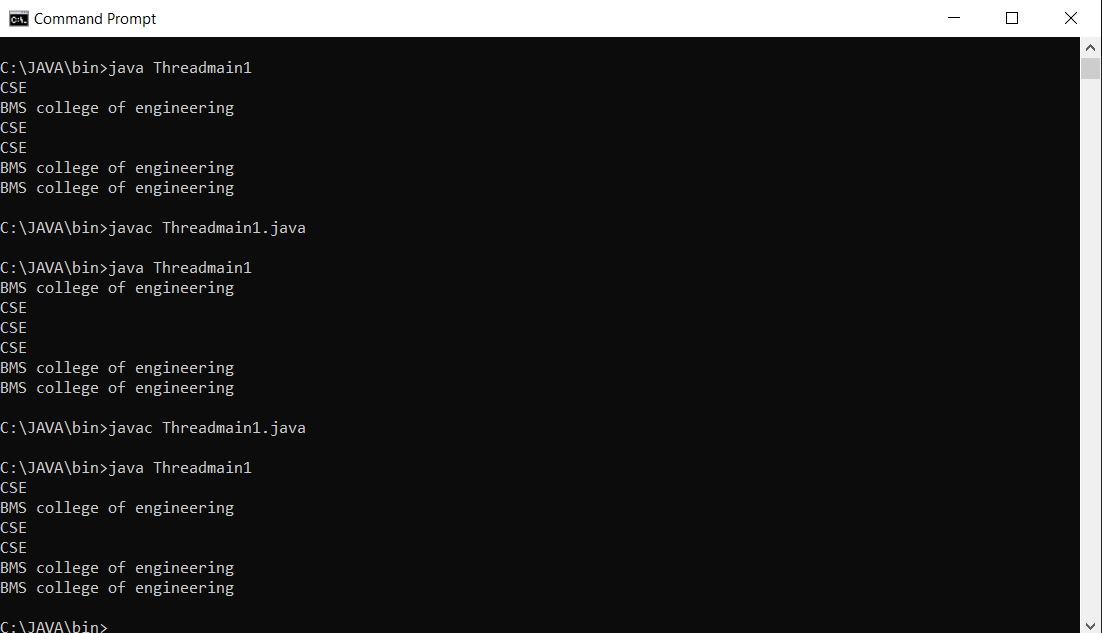 Command Prompt
C:\JAVA\bin>java Threadmain1
CSE
BMS college of engineering
CSE
CSE
BMS college of engineering
BMS college of engineering
C:\JAVA\bin>javac Threadmain1.java
C:\JAVA\bin>java Threadmain1
BMS college of engineering
CSE
CSE
CSE
BMS college of engineering
BMS college of engineering
C:\JAVA\bin>javac Threadmain1.java
C:\JAVA\bin>java Threadmain1
CSE
BMS college of engineering
CSE
CSE
BMS college of engineering
BMS college of engineering
C:\JAVA\bin>